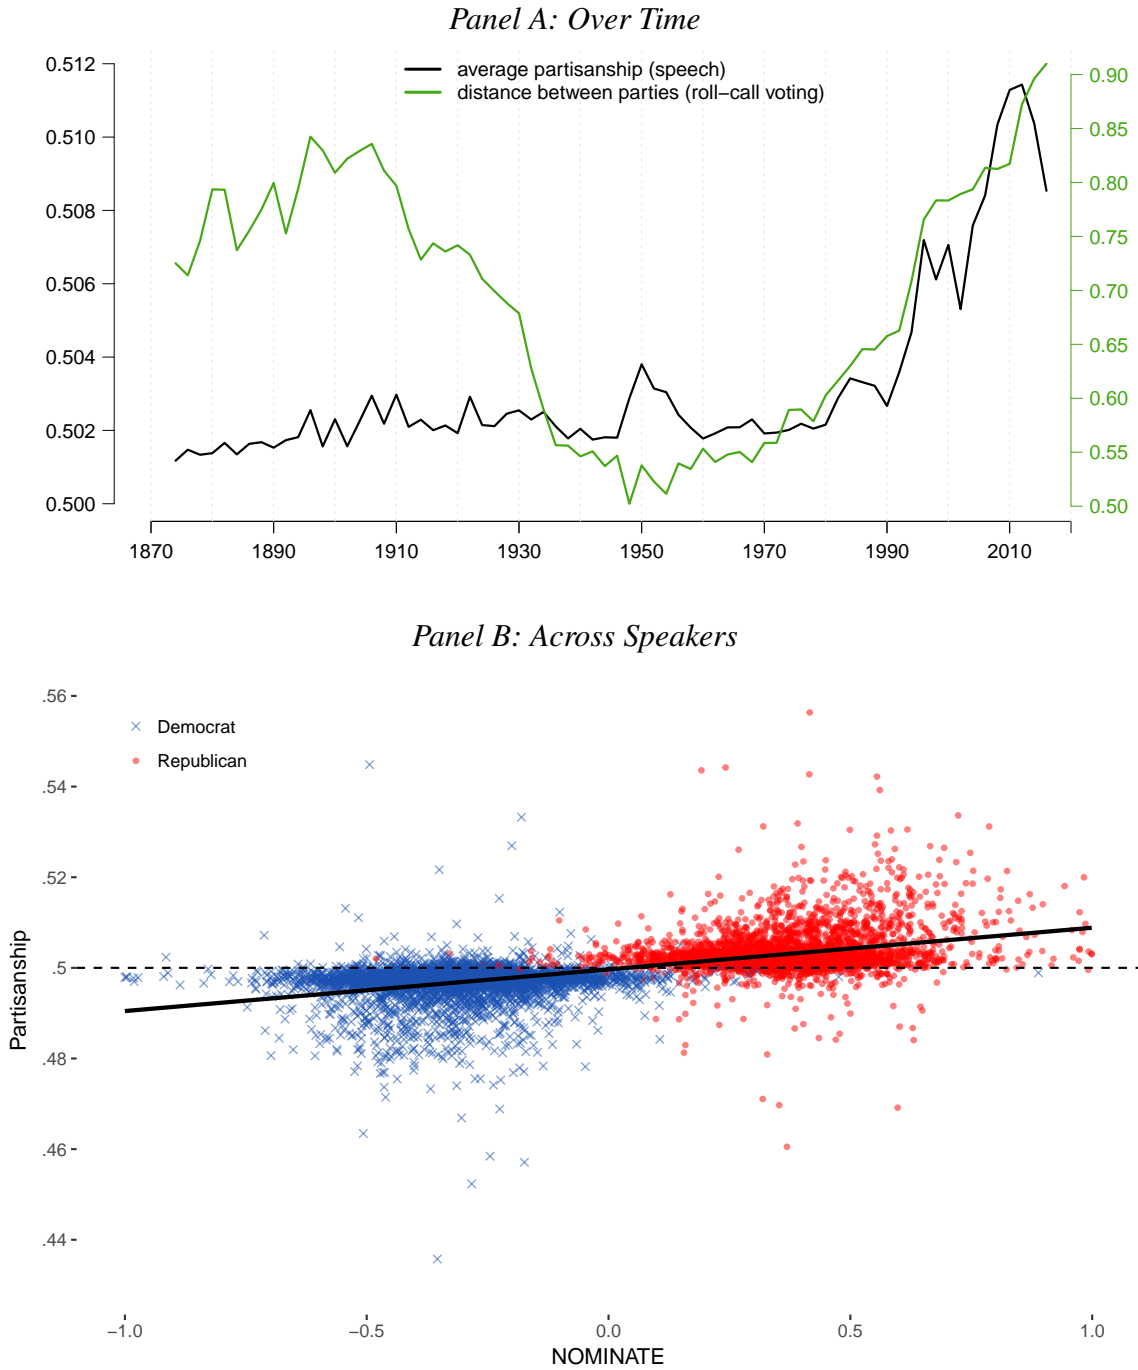 Panel A: Over Time
average partisanship (speech)
distance between parties (roll−call voting)
0.512
0.510
0.508
0.506
0.504
0.502
0.500
0.90
0.85
0.80
0.75
0.70
0.65
0.60
0.55
0.50
1870 1890 1910 1930 1950 1970 1990 2010
Panel B: Across Speakers
Democrat
Republican
Partisanship
.56
.54
.52
.5
.48
.46
.44
−1.0 −0.5 0.0 0.5 1.0
NOMINATE